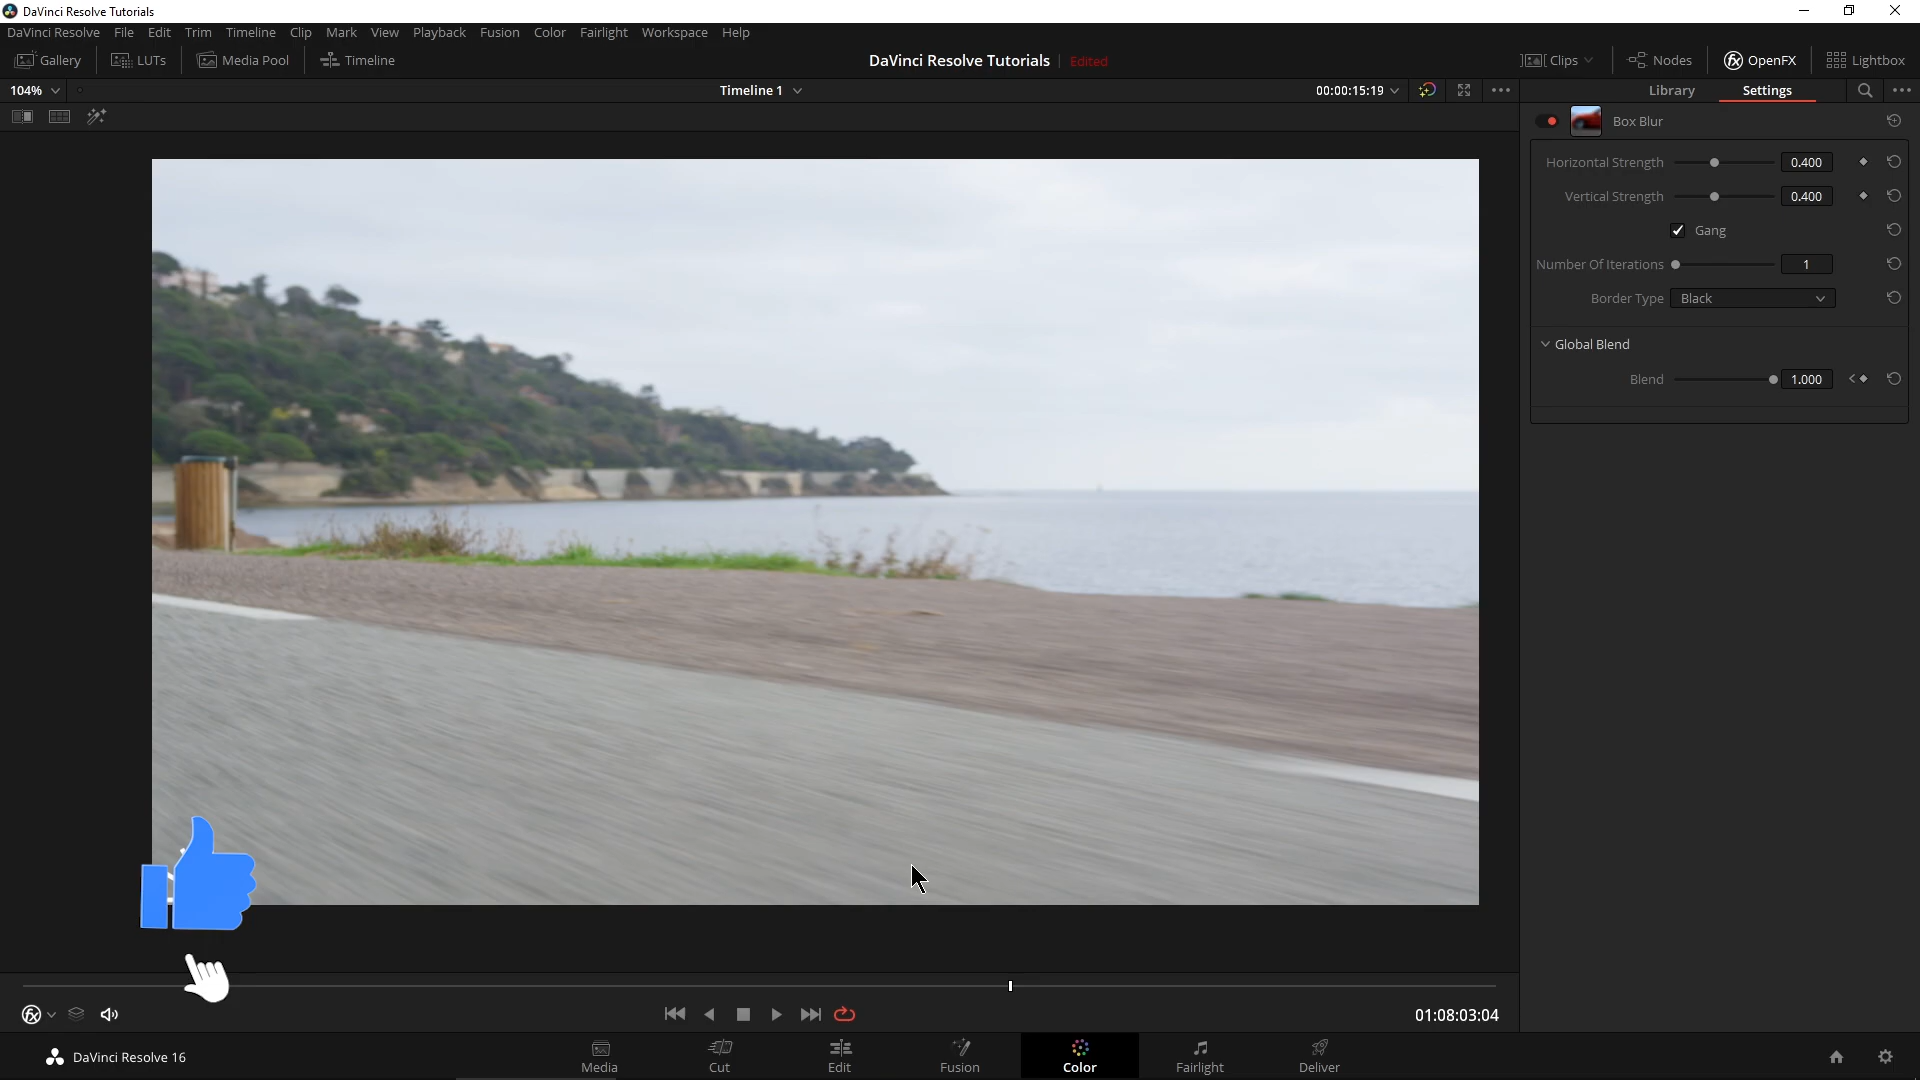 DaVinci Resolve Tutorials
DaVinci Resolve File Edit Trim Timeline Clip Mark View Playback Fusion Color Fairlight Workspace Help
Gallery LUTs Media Pool Timeline DaVinci Resolve Tutorials Edited Clips Nodes OpenFX Lightbox
104% Timeline 1 00:00:15:19 Library Settings
Box Blur
Horizontal Strength 0.400
Vertical Strength 0.400
Gang
Number Of Iterations 1
Border Type Black
Global Blend
Blend 1.000
01:08:03:04
DaVinci Resolve 16 Media Cut Edit Fusion Color Fairlight Deliver